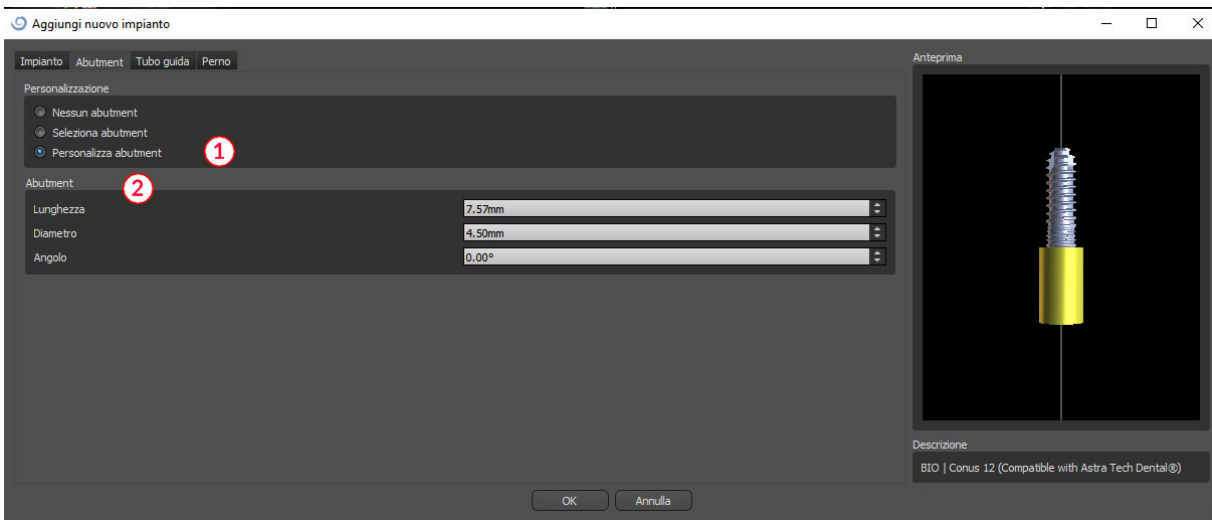 Aggiungi nuovo impianto
Impianto Abutment Tubo guida Perno
Personalizzazione
Nessun abutment
Seleziona abutment
Personalizza abutment
1
Abutment
2
Lunghezza 7.57mm
Diametro 4.50mm
Angolo 0.00°
Anteprima
Descrizione
BIO | Conus 12 (Compatible with Astra Tech Dental®)
OK Annulla